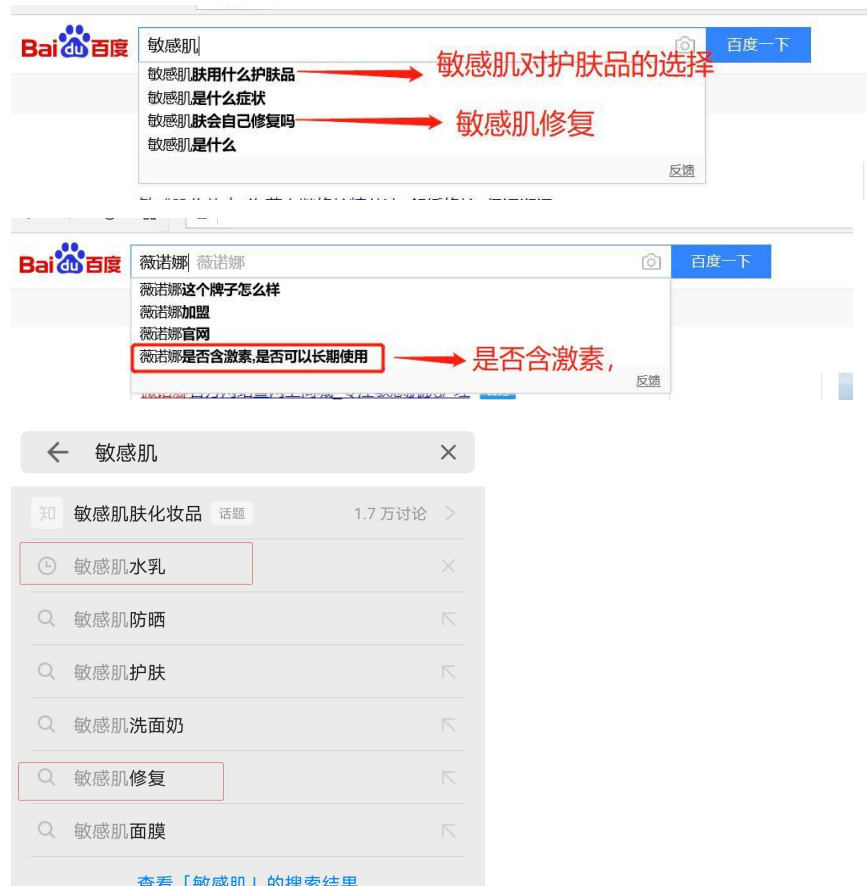 Bai百度 敏感肌 百度一下
敏感肌肤用什么护肤品 敏感肌对护肤品的选择
敏感肌是什么症状
敏感肌肤会自己修复吗 敏感肌修复
敏感肌是什么
反馈
Bai百度 薇诺娜 薇诺娜 百度一下
薇诺娜这个牌子怎么样
薇诺娜加盟
薇诺娜官网
薇诺娜是否含激素,是否可以长期使用 是否含激素,
反馈
敏感肌
知 敏感肌肤化妆品 话题 1.7 万讨论
敏感肌水乳
敏感肌防晒
敏感肌护肤
敏感肌洗面奶
敏感肌修复
敏感肌面膜
查看「敏感肌」的搜索结果